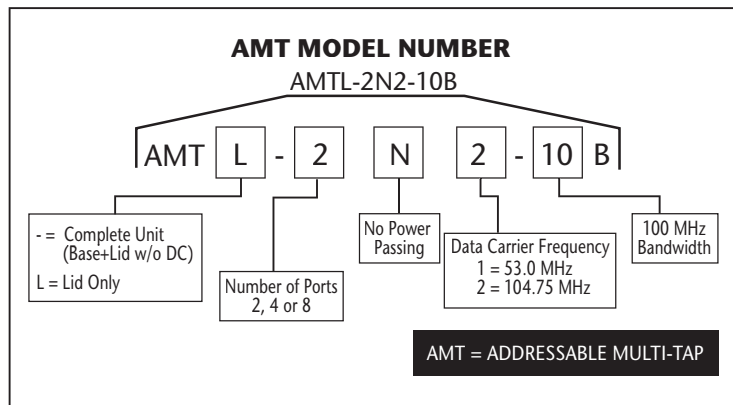 AMT MODEL NUMBER
AMTL-2N2-10B
AMT L - 2 N 2 - 10 B
- = Complete Unit
(Base+Lid w/o DC)
L = Lid Only
Number of Ports
2, 4 or 8
No Power
Passing
Data Carrier Frequency
1 = 53.0 MHz
2 = 104.75 MHz
100 MHz
Bandwidth
AMT = ADDRESSABLE MULTI-TAP